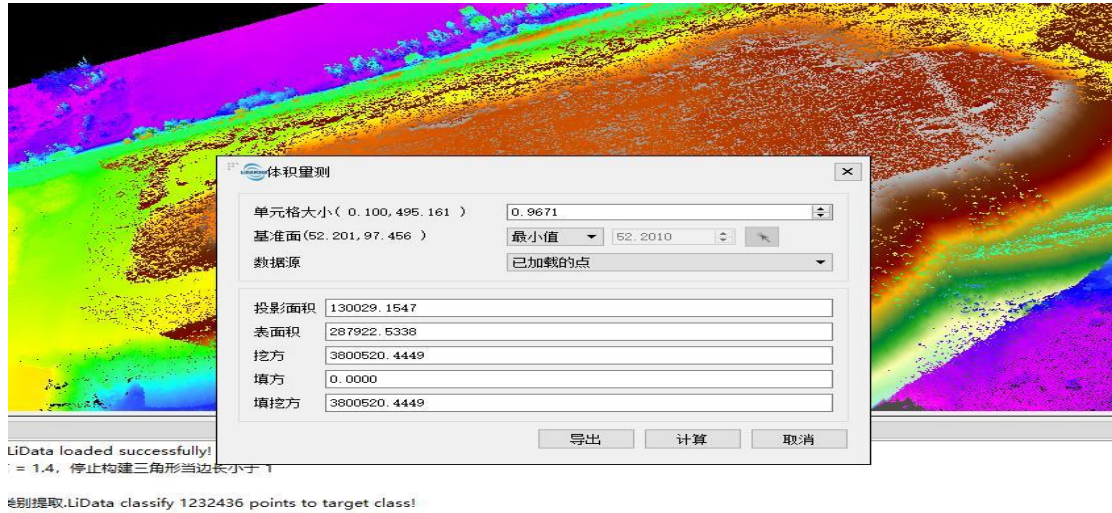 体积量测
单元格大小( 0.100,495.161 ) 0.9671
基准面(52.201,97.456 ) 最小值 52.2010
数据源 已加载的点
投影面积 130029.1547
表面积 287922.5338
挖方 3800520.4449
填方 0.0000
填挖方 3800520.4449
导出 计算 取消
LiData loaded successfully!
= 1.4, 停止构建三角形当边长小于 1
类别提取.LiData classify 1232436 points to target class!